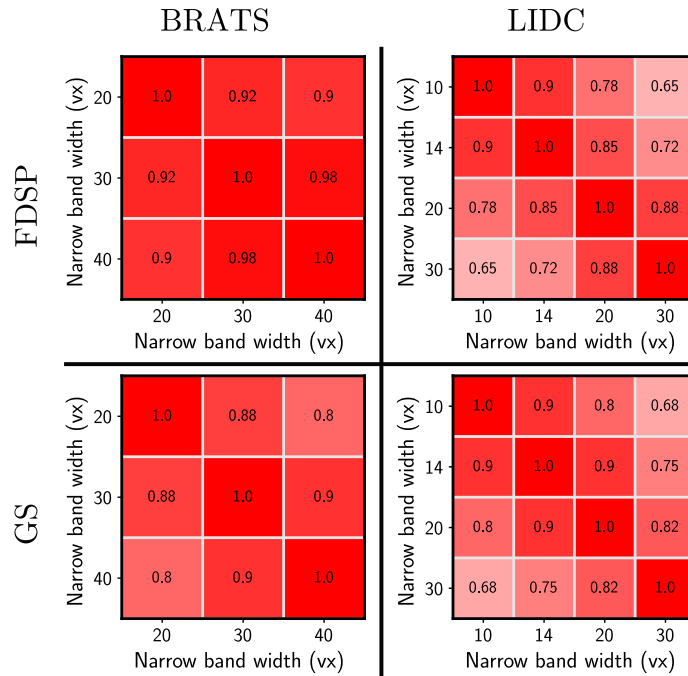 BRATS LIDC
FDSP
Narrow band width (vx)
20 1.0 0.92 0.9
30 0.92 1.0 0.98
40 0.9 0.98 1.0
20 30 40
Narrow band width (vx)
Narrow band width (vx)
10 1.0 0.9 0.78 0.65
14 0.9 1.0 0.85 0.72
20 0.78 0.85 1.0 0.88
30 0.65 0.72 0.88 1.0
10 14 20 30
Narrow band width (vx)
GS
Narrow band width (vx)
20 1.0 0.88 0.8
30 0.88 1.0 0.9
40 0.8 0.9 1.0
20 30 40
Narrow band width (vx)
Narrow band width (vx)
10 1.0 0.9 0.8 0.68
14 0.9 1.0 0.9 0.75
20 0.8 0.9 1.0 0.82
30 0.68 0.75 0.82 1.0
10 14 20 30
Narrow band width (vx)